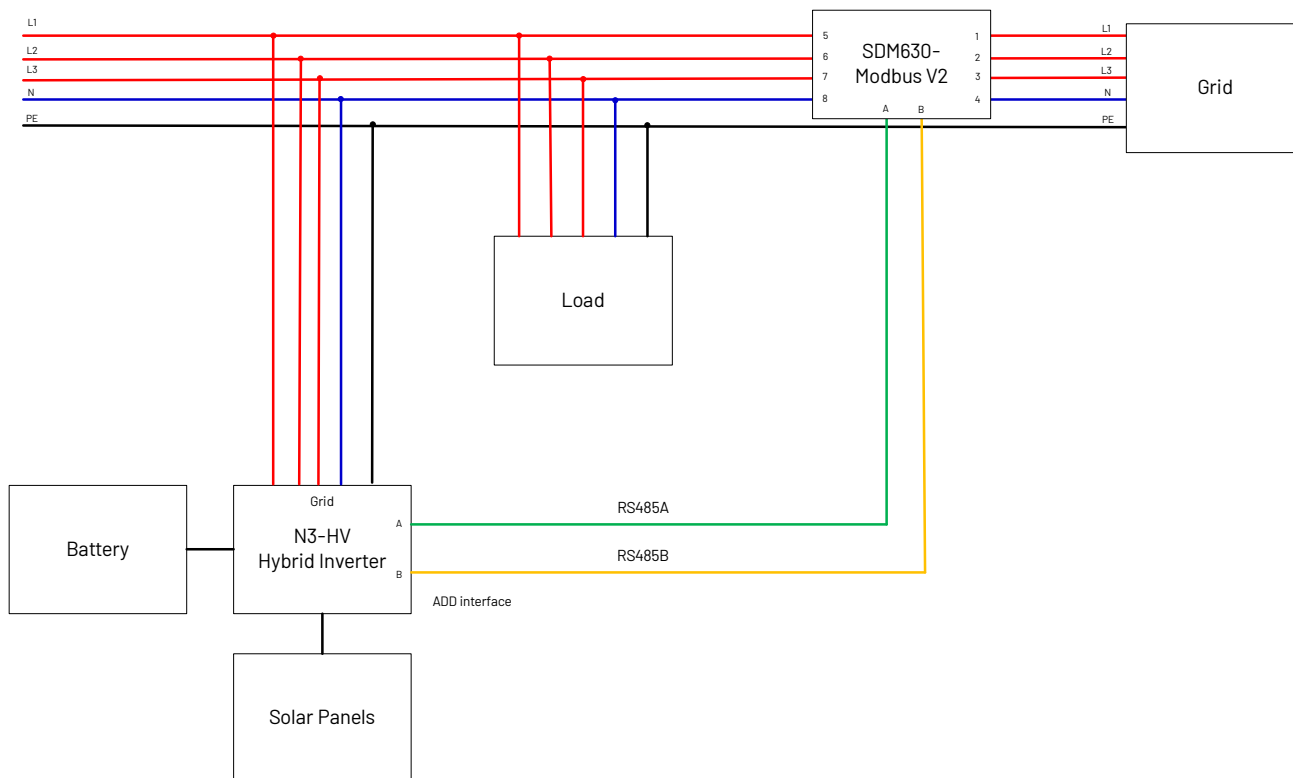 L1
L2
L3
N
PE
5
6
7
8
SDM630-
Modbus V2
1
2
3
4
A
B
L1
L2
L3
N
PE
Grid
Load
Battery
Grid
N3-HV
Hybrid Inverter
A
B
RS485A
RS485B
ADD interface
Solar Panels